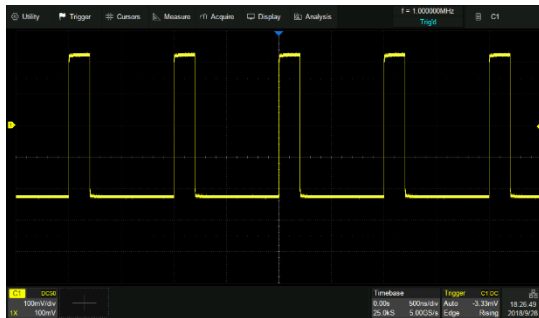 Utility Trigger Cursors Measure Acquire Display Analysis f = 1.000000MHz C1
Trig'd
C1 DC50 Timebase Trigger C1 DC
100mV/div 0.00s 500ns/div Auto -3.33mV 18:26:49
1X 100mV 25.0kS 5.00GS/s Edge Rising 2018/9/28